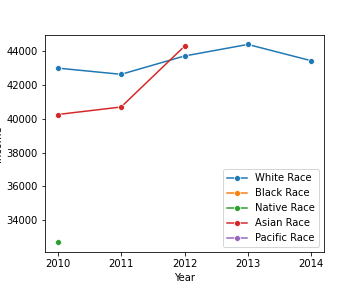 44000
42000
40000
38000
36000
34000
2010
2011
2012
2013
2014
Year
White Race
Black Race
Native Race
Asian Race
Pacific Race